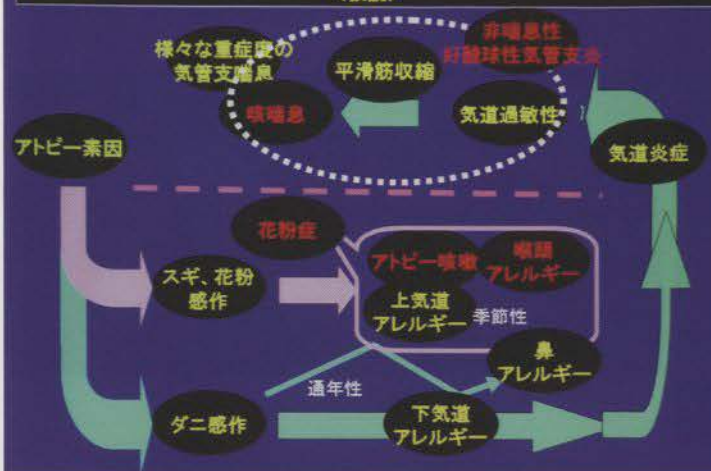 様々な重症度の
気管支喘息
非喘息性
好酸球性気管支炎
平滑筋収縮
咳喘息
気道過敏性
アトピー素因
気道炎症
花粉症
アトピー咳嗽
喉頭
アレルギー
スギ、花粉
感作
上気道
アレルギー
季節性
鼻
アレルギー
通年性
ダニ感作
下気道
アレルギー